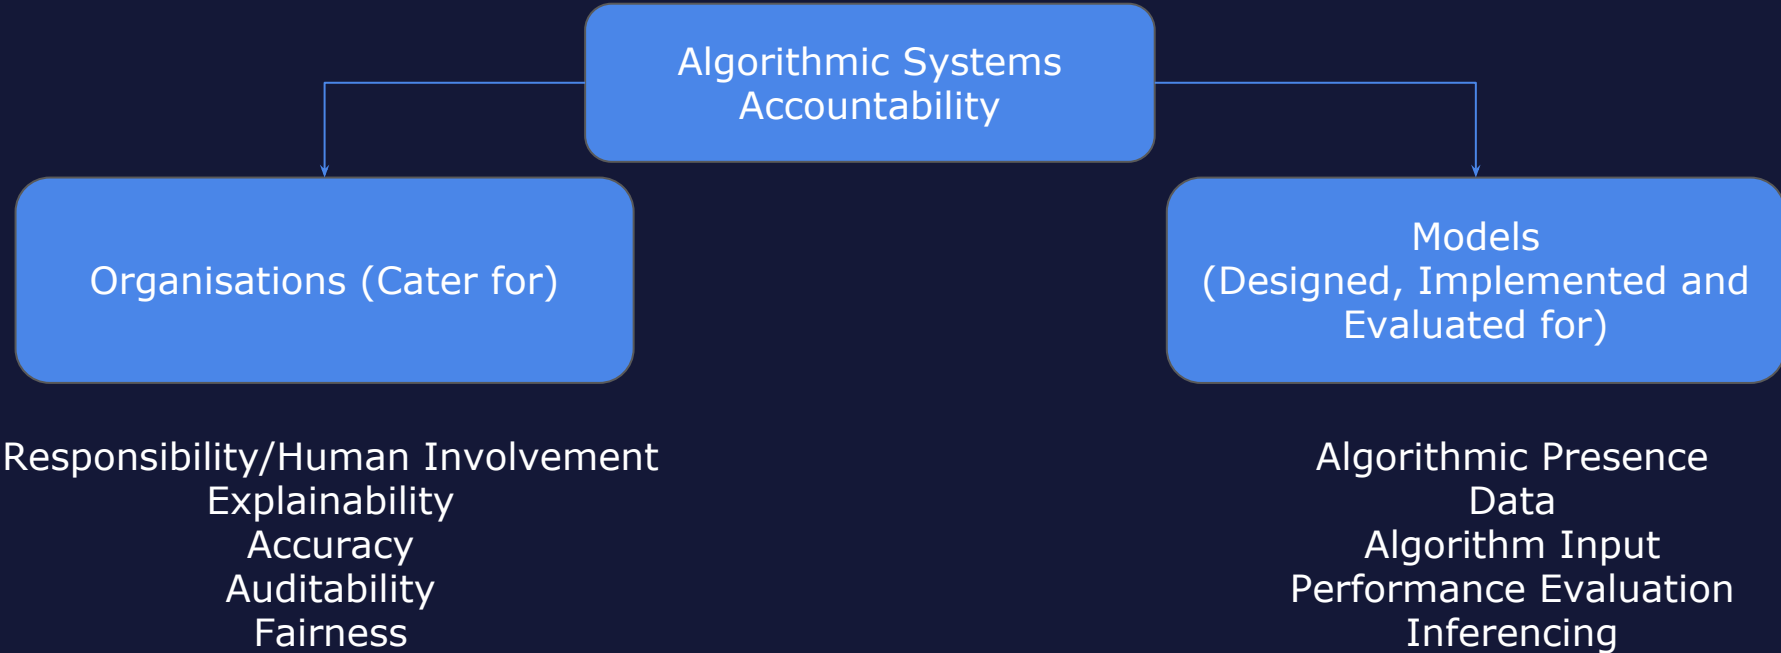 Algorithmic Systems
Accountability
Organisations (Cater for)
Models
(Designed, Implemented and
Evaluated for)
Responsibility/Human Involvement
Explainability
Accuracy
Auditability
Fairness
Algorithmic Presence
Data
Algorithm Input
Performance Evaluation
Inferencing